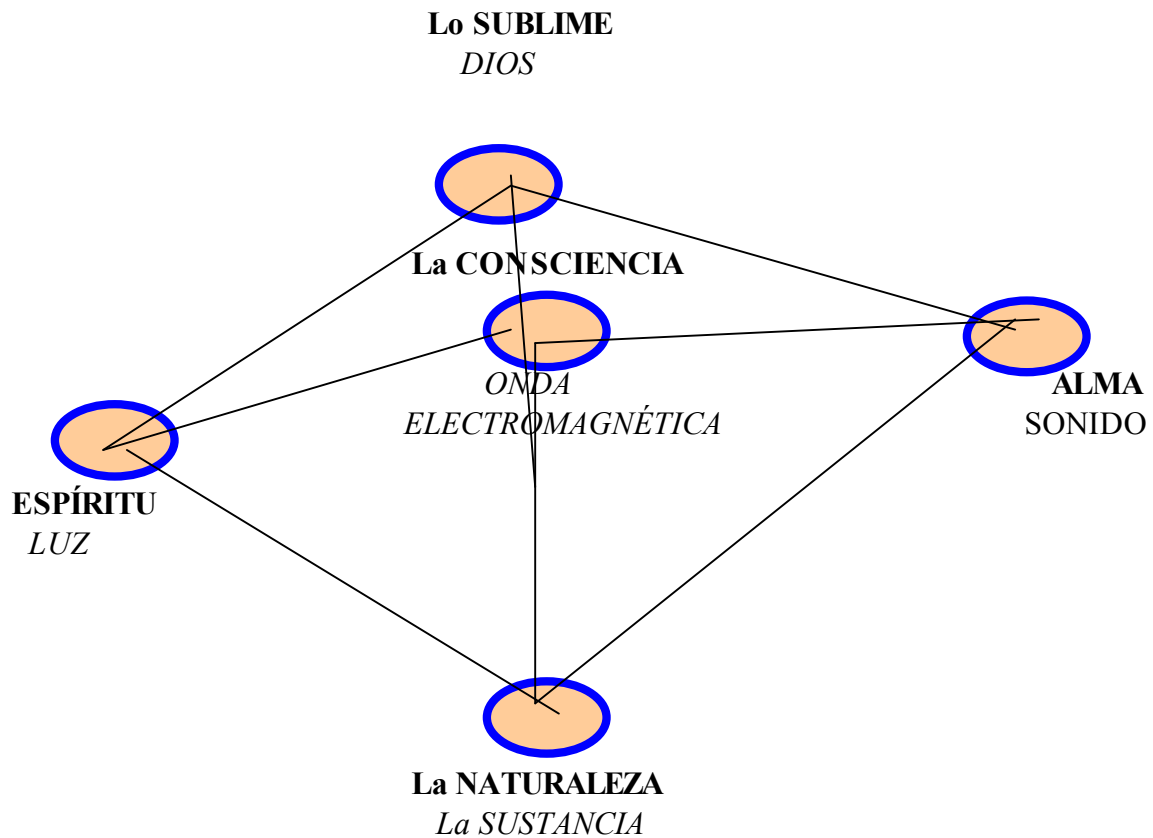 Lo SUBLIME
DIOS
La CONSCIENCIA
ONDA
ELECTROMAGNÉTICA
ALMA
SONIDO
ESPÍRITU
LUZ
La NATURALEZA
La SUSTANCIA